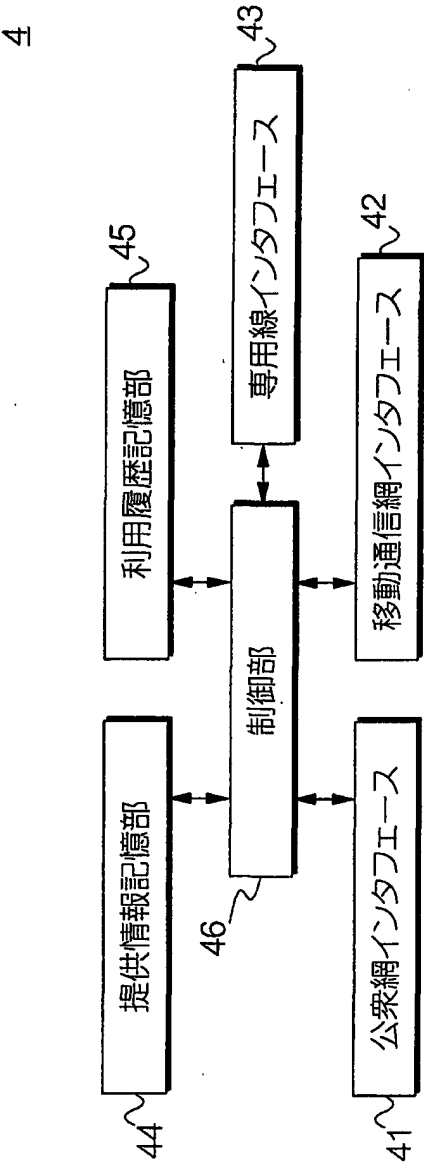 4
提供情報記憶部
44
利用履歴記憶部
45
制御部
46
専用線インタフェース
43
公衆網インタフェース
41
移動通信網インタフェース
42